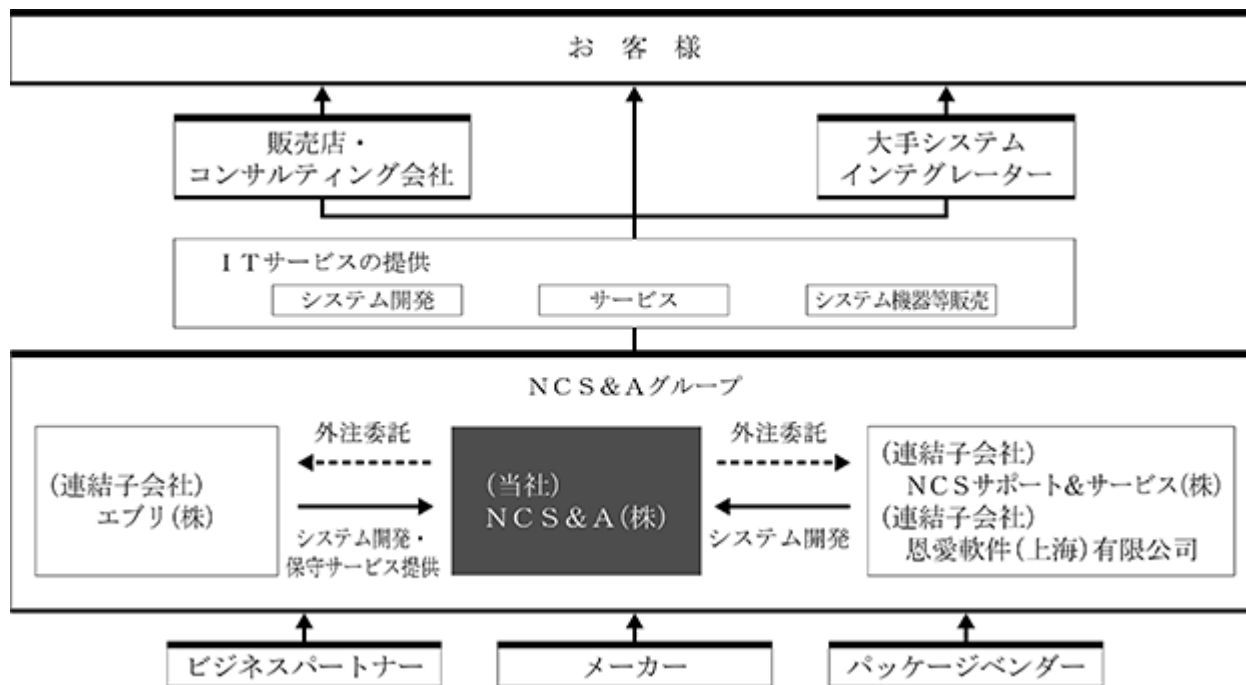 お 客 様
販売店・
コンサルティング会社
大手システム
インテグレーター
ＩＴサービスの提供
システム開発
サービス
システム機器等販売
ＮＣＳ＆Ａグループ
(連結子会社)
エブリ(株)
外注委託
システム開発・
保守サービス提供
(当社)
ＮＣＳ＆Ａ(株)
外注委託
システム開発
(連結子会社)
ＮＣＳサポート&サービス(株)
(連結子会社)
恩愛軟件(上海)有限公司
ビジネスパートナー
メーカー
パッケージベンダー